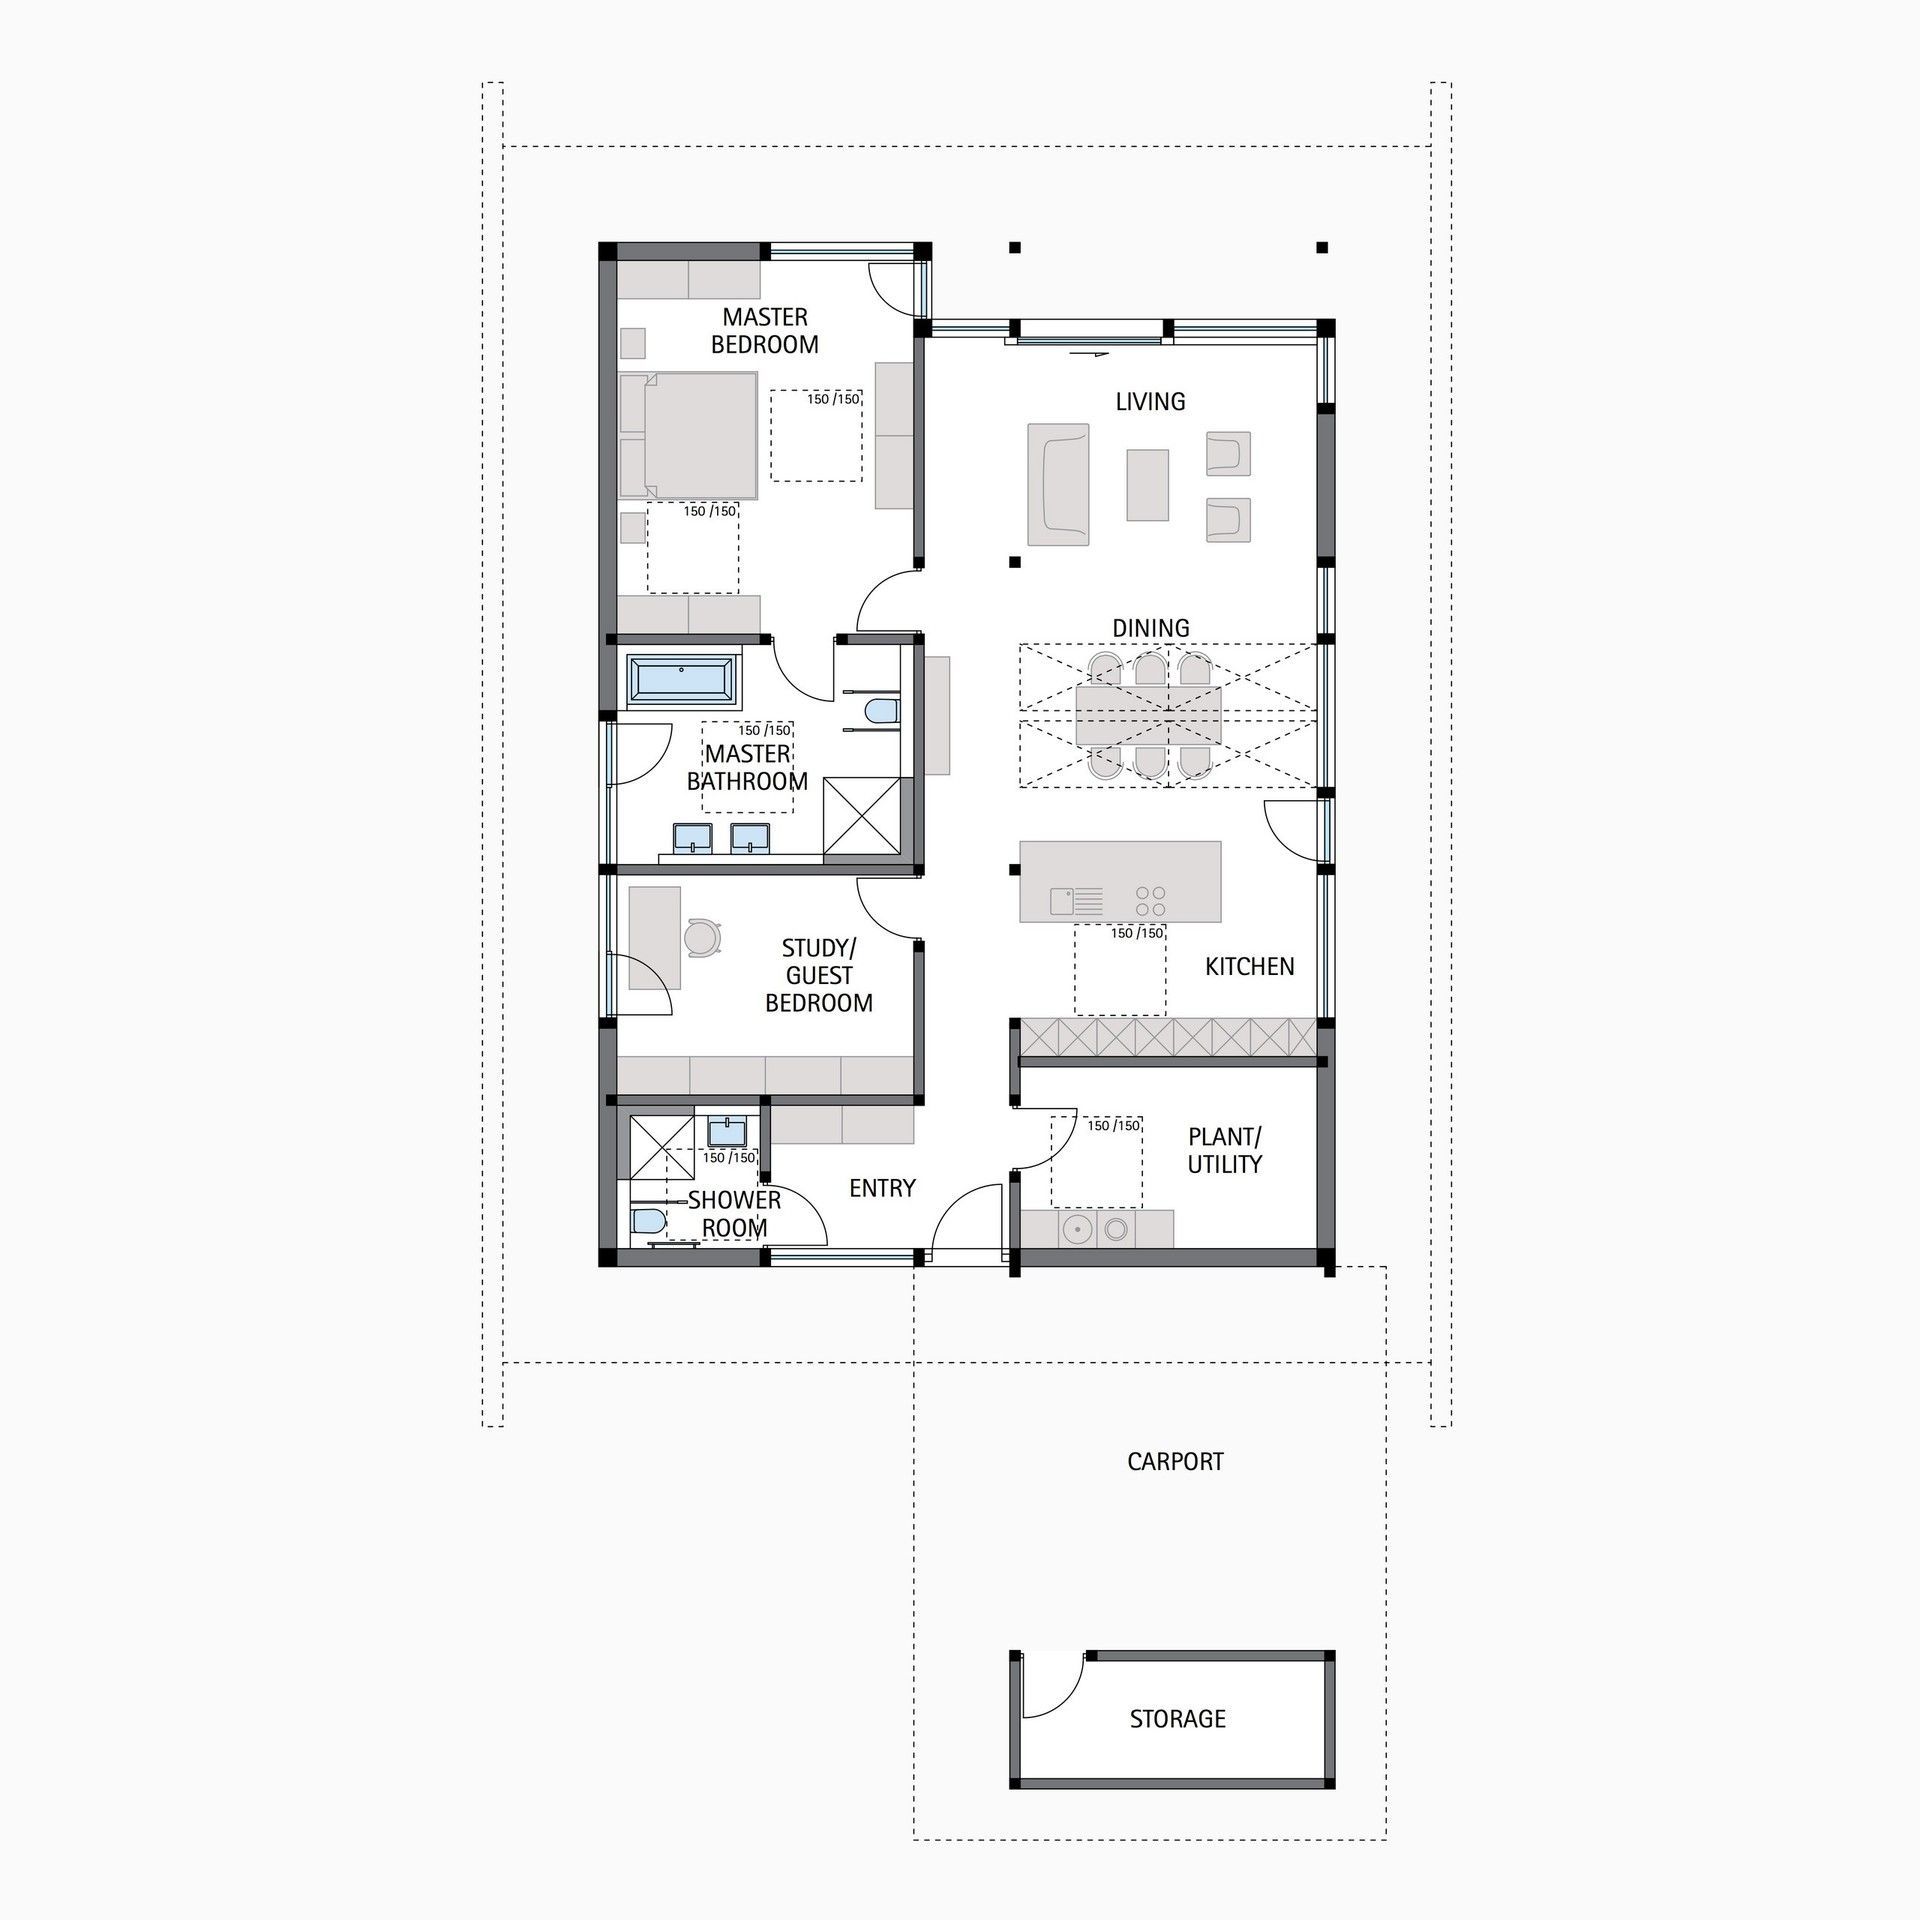 MASTER
BEDROOM
150 /150
LIVING
150 /150
DINING
150 /150
MASTER
BATHROOM
150 /150
STUDY/
GUEST
BEDROOM
KITCHEN
150 /150
PLANT/
UTILITY
150 /150
ENTRY
SHOWER
ROOM
CARPORT
STORAGE